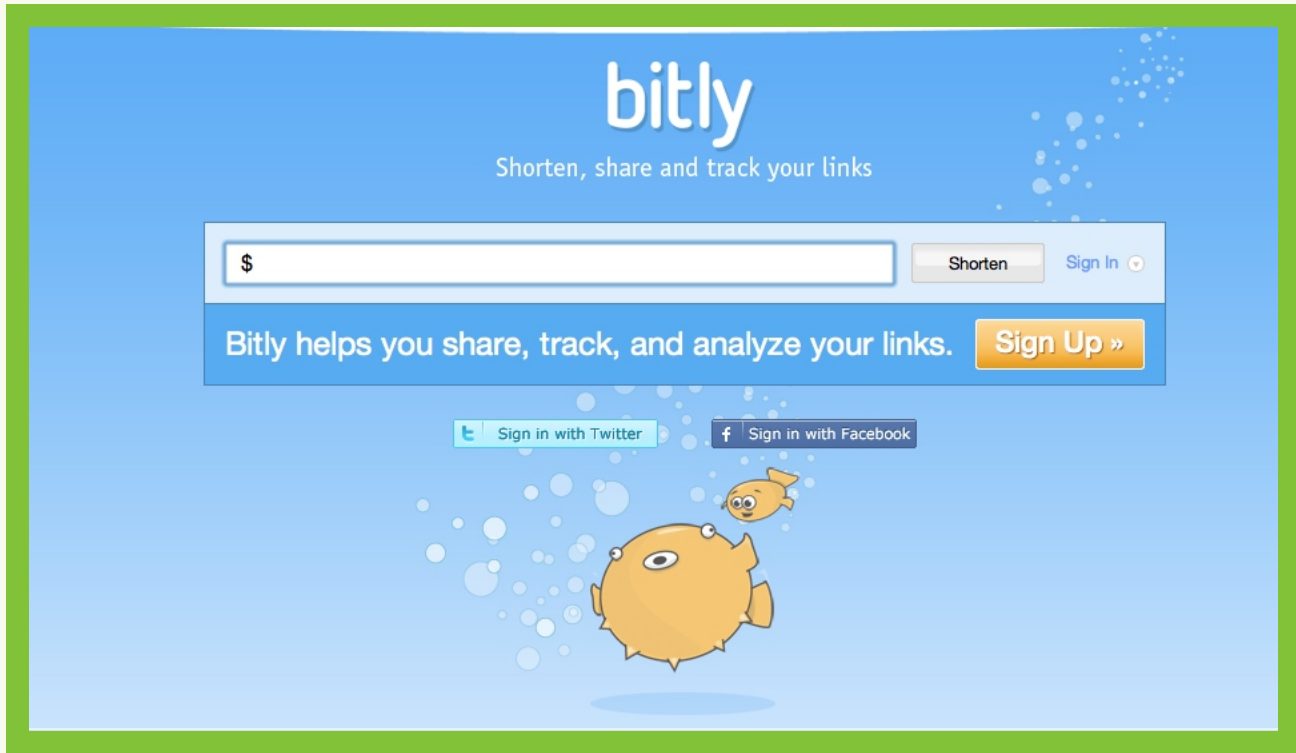 bitly
Shorten, share and track your links
$
Shorten
Sign In
Bitly helps you share, track, and analyze your links.
Sign Up »
t Sign in with Twitter
f Sign in with Facebook